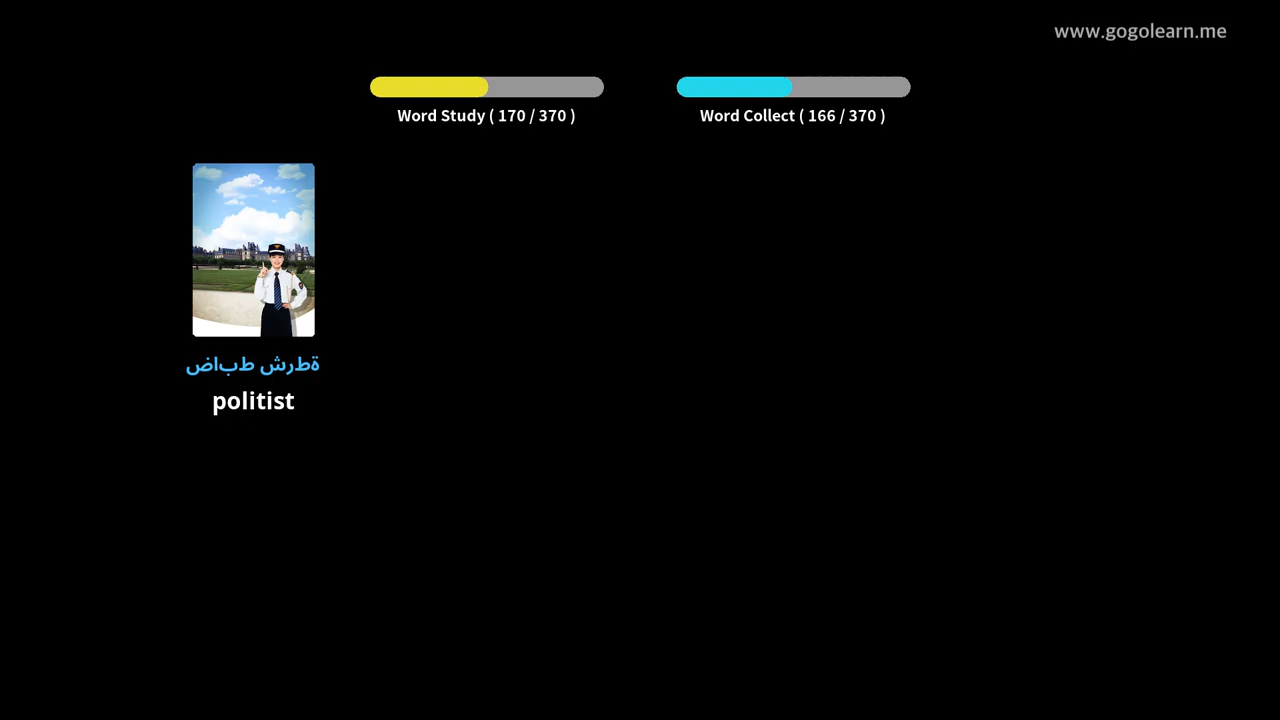 www.gogolearn.me
Word Study ( 170 / 370 )
Word Collect ( 166 / 370 )
ةطرش طباض
politist